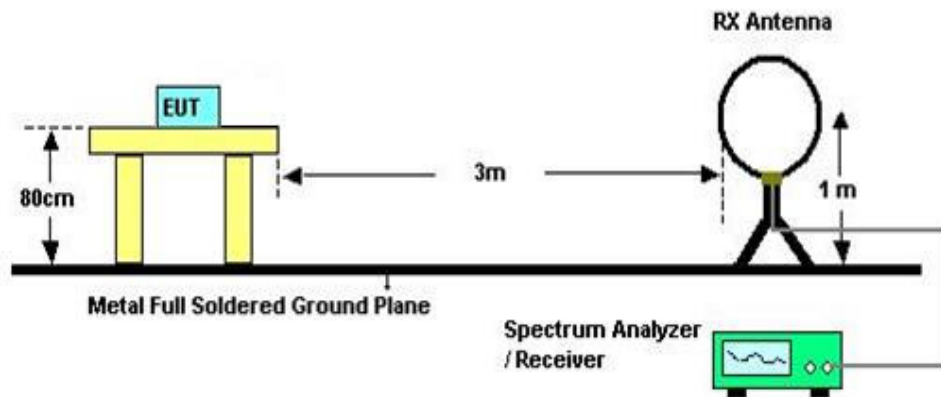 RX Antenna
EUT
80cm
3m
1 m
Metal Full Soldered Ground Plane
Spectrum Analyzer
/ Receiver